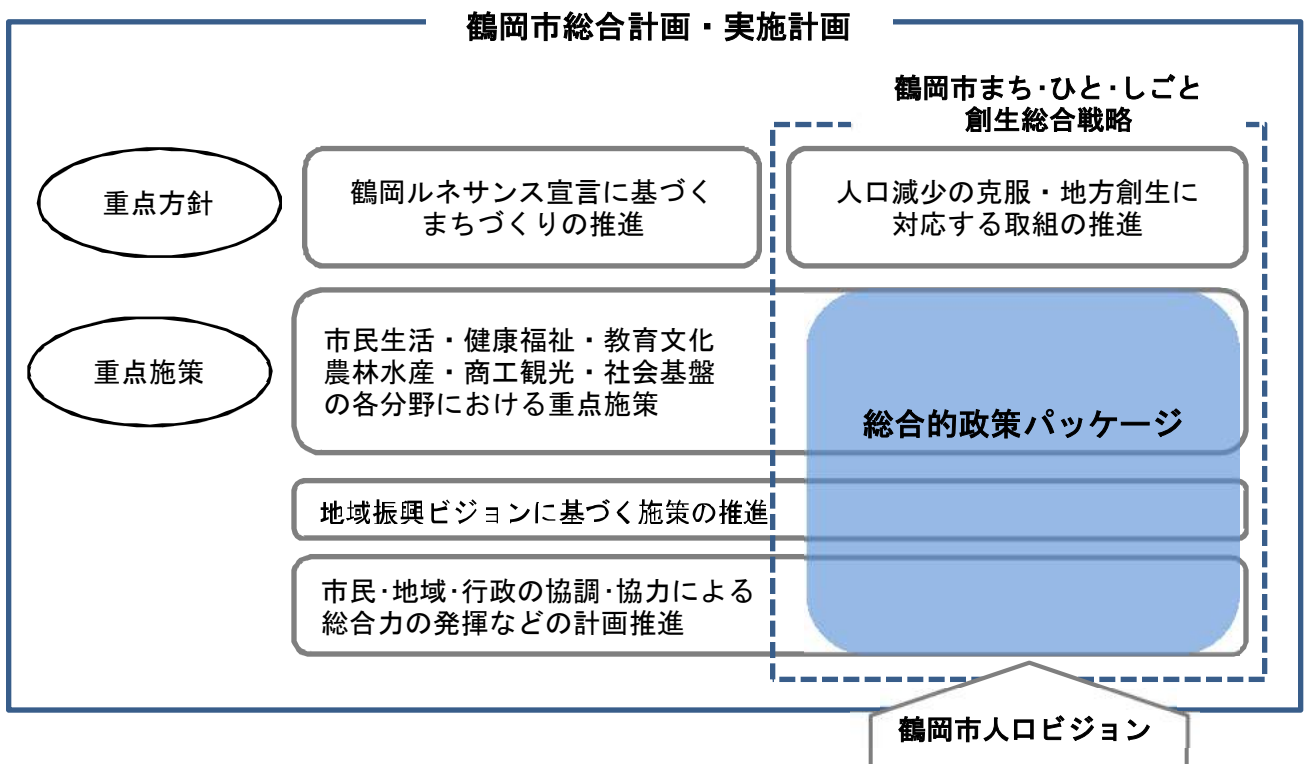 鶴岡市総合計画・実施計画
鶴岡市まち･ひと･しごと
創生総合戦略
重点方針
鶴岡ルネサンス宣言に基づく
まちづくりの推進
人口減少の克服・地方創生に
対応する取組の推進
重点施策
市民生活・健康福祉・教育文化
農林水産・商工観光・社会基盤
の各分野における重点施策
総合的政策パッケージ
地域振興ビジョンに基づく施策の推進
市民･地域･行政の協調･協力による
総合力の発揮などの計画推進
鶴岡市人口ビジョン